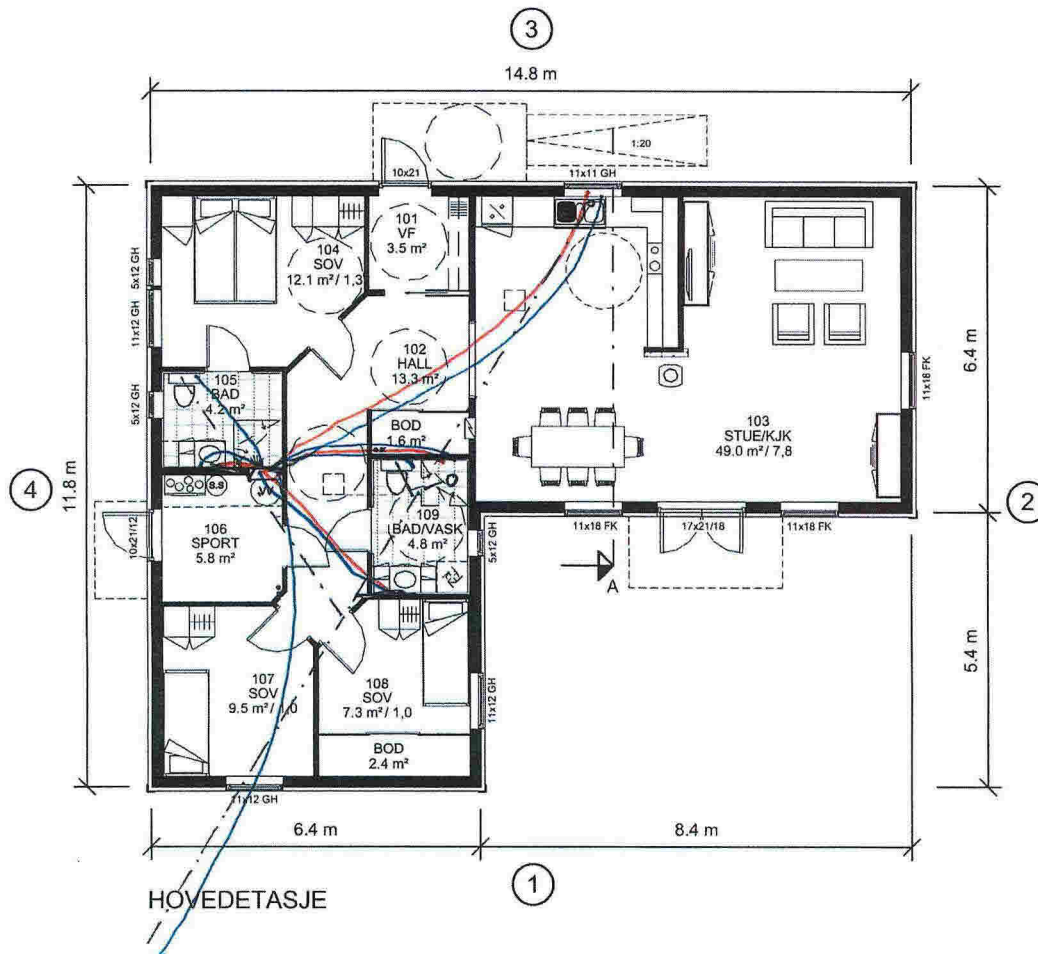 3
14.8 m
1:20
10x21
11x11 GH
101
VF
3.5 m²
104
SOV
12.1 m²/ 1,3
5x12 GH
11x12 GH
5x12 GH
102
HALL
13.3 m²
105
BAD
4.2 m²
BOD
1.6 m²
103
STUE/KJK
49.0 m²/ 7,8
11x18 FK
6.4 m
11.8 m
4
2
S.S
VV
109
BAD/VASK
4.8 m²
106
SPORT
5.8 m²
10x21/12
5x12 GH
11x18 FK
17x21/18
11x18 FK
A
5.4 m
107
SOV
9.5 m²/ 1,0
108
SOV
7.3 m²/ 1,0
11x12 GH
BOD
2.4 m²
11x12 GH
6.4 m
8.4 m
1
HOVEDETASJE